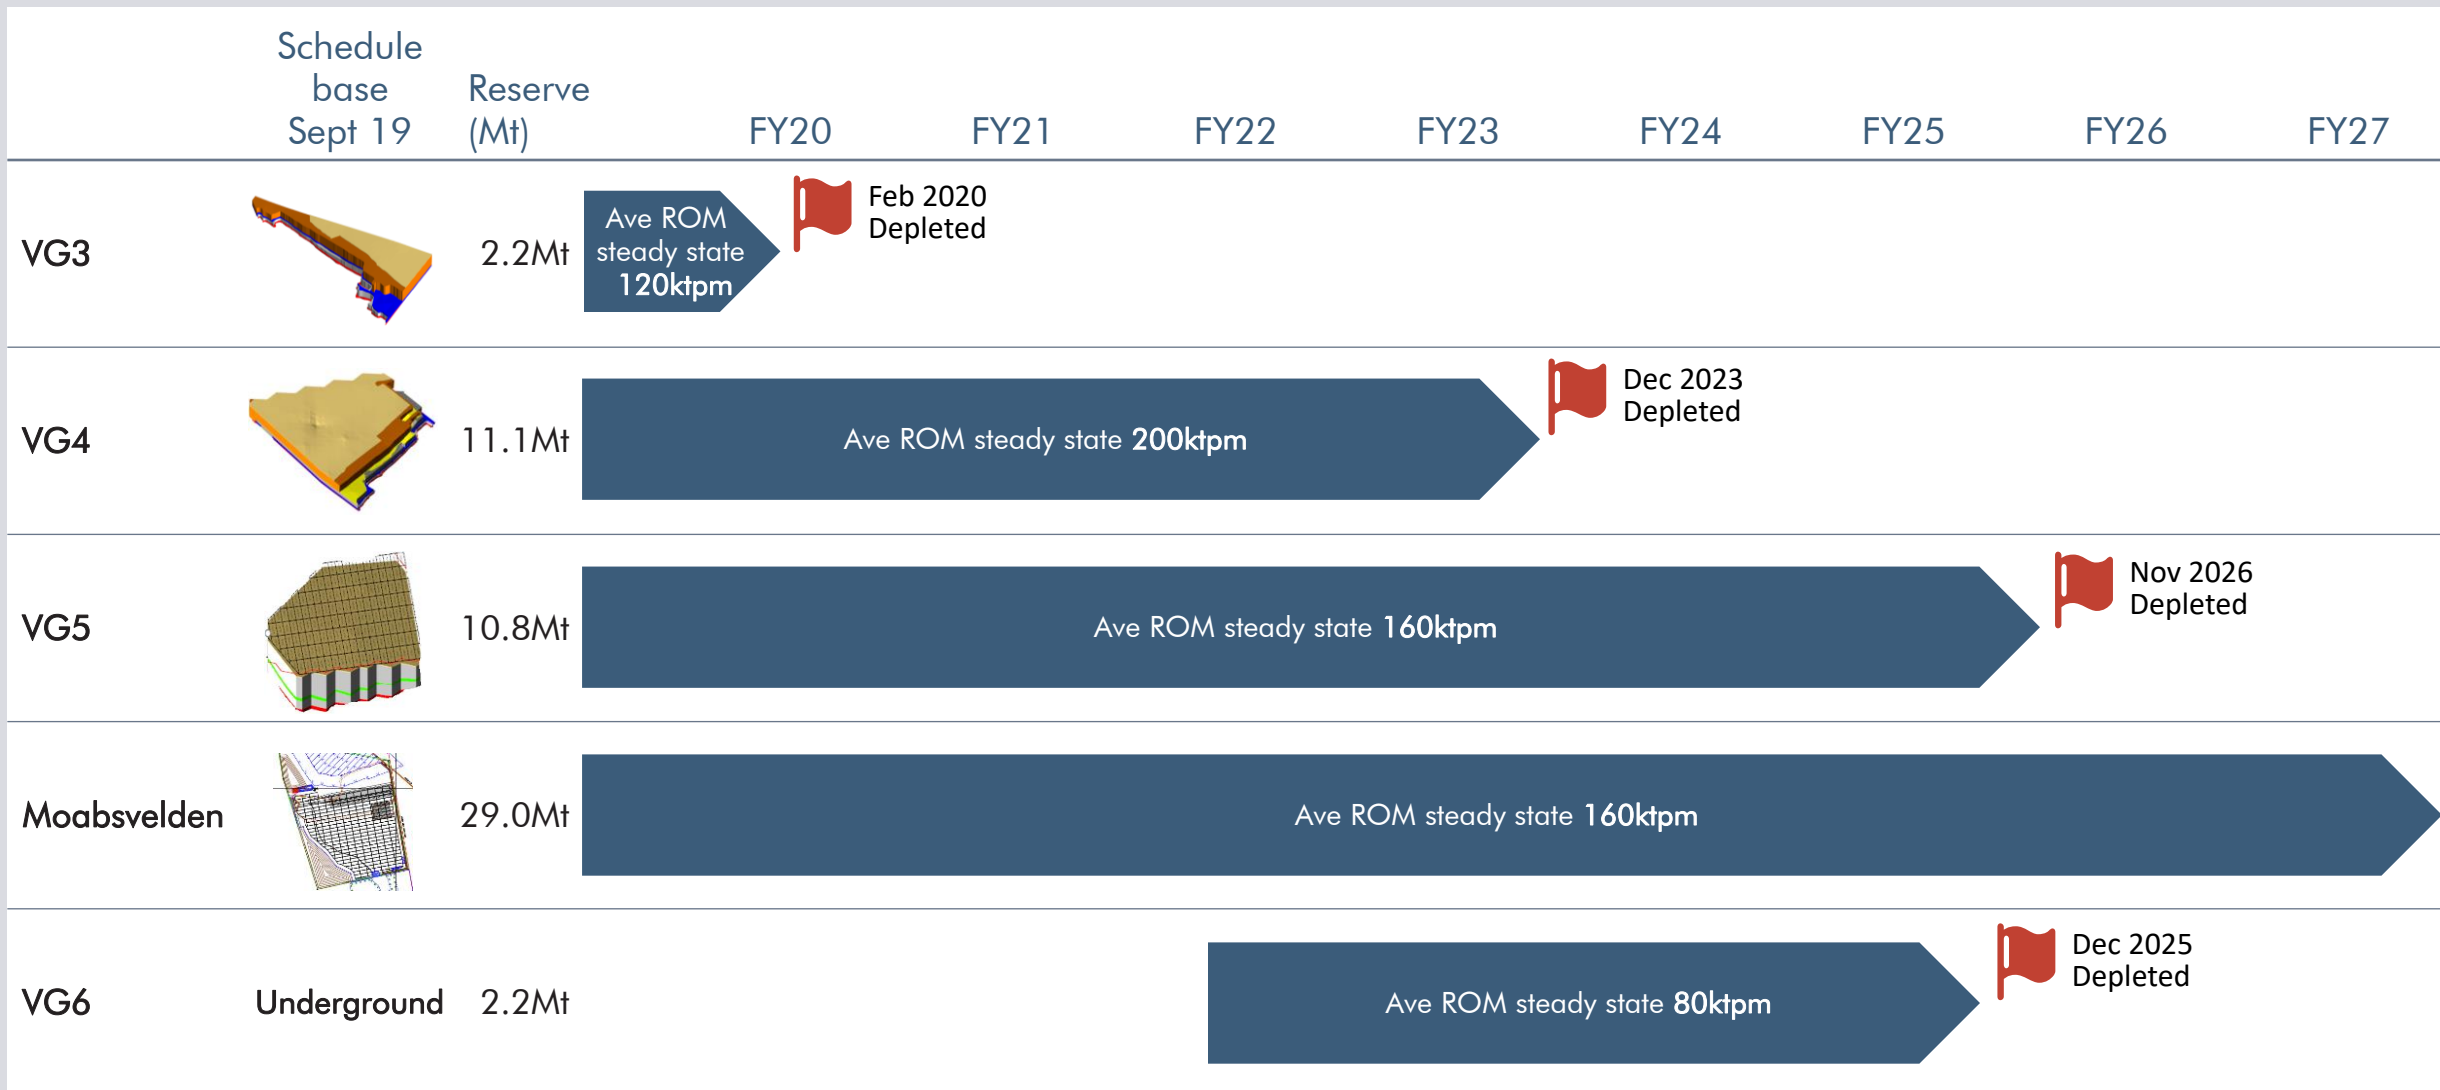 Schedule
base
Sept 19
Reserve
(Mt)
FY20 FY21 FY22 FY23 FY24 FY25 FY26 FY27
VG3
2.2Mt
Ave ROM
steady state
120ktpm
Feb 2020
Depleted
VG4
11.1Mt
Ave ROM steady state 200ktpm
Dec 2023
Depleted
VG5
10.8Mt
Ave ROM steady state 160ktpm
Nov 2026
Depleted
Moabsvelden
29.0Mt
Ave ROM steady state 160ktpm
VG6
Underground
2.2Mt
Ave ROM steady state 80ktpm
Dec 2025
Depleted